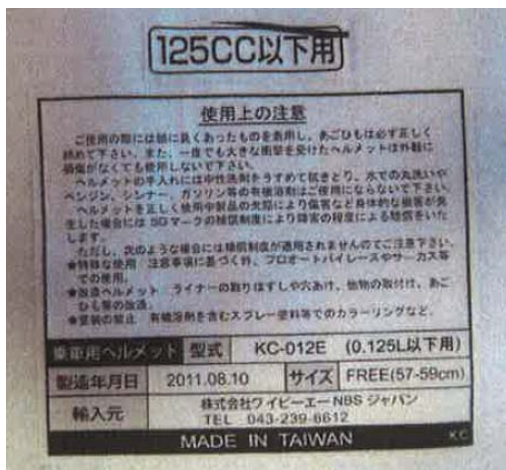 125CC以下用
使用上の注意
ご使用の際には頭に良くあったものを着用し、あごひもは必ず正しく
締めて下さい。また、一度でも大きな衝撃を受けたヘルメットは外観に
損傷がなくても使用しないで下さい。
ヘルメットの手入れには中性洗剤をうすめて拭きとり、水での丸洗いや
ベンジン、シンナー、ガソリン等の有機溶剤はご使用にならないで下さい。
ヘルメットを正しく使用中製品の欠陥により傷害など身体的な被害が発
生した場合には SGマークの補償制度により障害の程度による賠償をいた
します。
ただし、次のような場合には補償制度が適用されませんのでご注意下さい。
★特殊な使用 注意事項に基づく外、プロオートバイレースやサーカス等
での使用。
★改造ヘルメット ライナーの取りはずしや穴あけ、他物の取付け、あご
ひも等の改造。
★塗装の禁止 有機溶剤を含むスプレー塗料等でのカラーリングなど。
乗車用ヘルメット 型式 KC-012E (0.125L以下用)
製造年月日 2011.08.10 サイズ FREE(57-59cm)
輸入元 株式会社ワイピーエーNBS ジャパン
TEL 043-239-8612
MADE IN TAIWAN KC